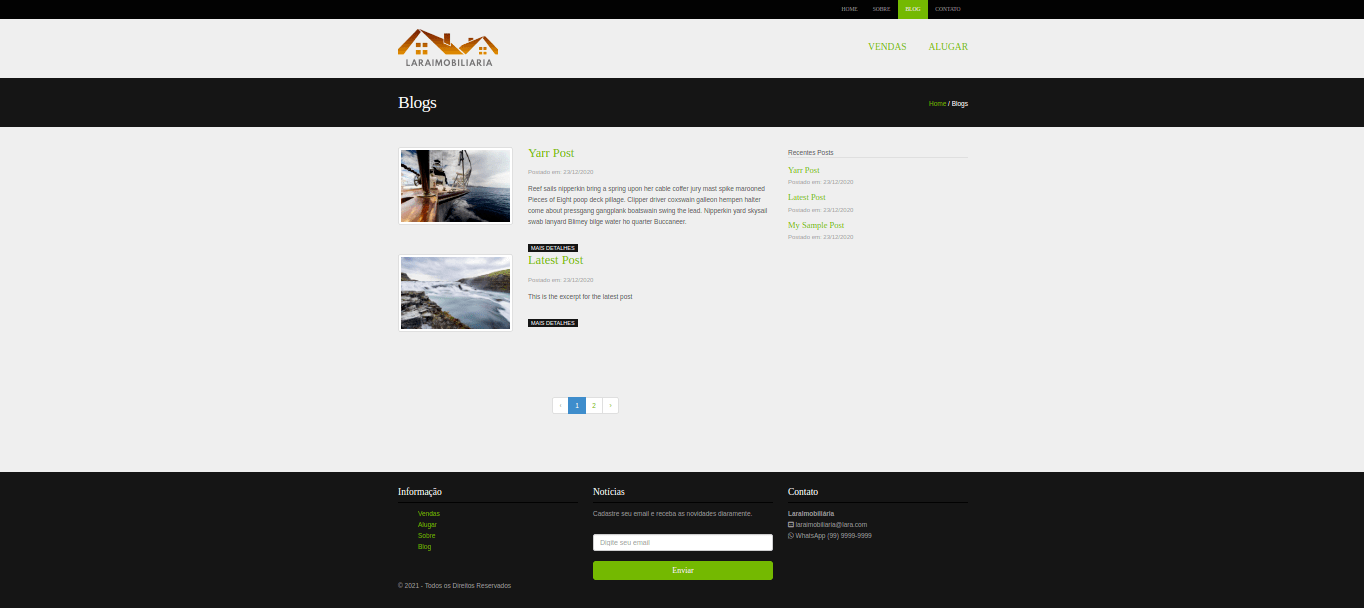 HOME SOBRE BLOG CONTATO
LARAIMOBILIARIA
VENDAS ALUGAR
Blogs
Home / Blogs
Yarr Post
Postado em: 23/12/2020
Reef sails nipperkin bring a spring upon her cable coffer jury mast spike marooned
Pieces of Eight poop deck pillage. Clipper driver coxswain galleon hempen halter
come about pressgang gangplank boatswain swing the lead. Nipperkin yard skysail
swab lanyard Blimey bilge water ho quarter Buccaneer.
MAIS DETALHES
Latest Post
Postado em: 23/12/2020
This is the excerpt for the latest post
MAIS DETALHES
‹ 1 2 ›
Recentes Posts
Yarr Post
Postado em: 23/12/2020
Latest Post
Postado em: 23/12/2020
My Sample Post
Postado em: 23/12/2020
Informação
Vendas
Alugar
Sobre
Blog
© 2021 - Todos os Direitos Reservados
Notícias
Cadastre seu email e receba as novidades diaramente.
Digite seu email
Enviar
Contato
LaraImobiliária
laraimobiliaria@lara.com
WhatsApp (99) 9999-9999